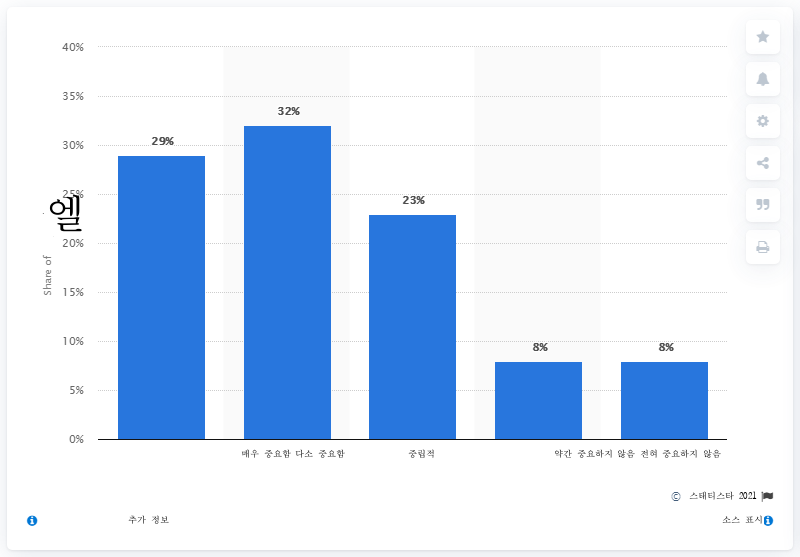 40%
35%
32%
30%
29%
25%
23%
엘
20%
Share of
15%
10%
8%
8%
5%
0%
매우 중요함 다소 중요함
중립적
약간 중요하지 않음 전혀 중요하지 않음
© 스태티스타 2021
추가 정보
소스 표시